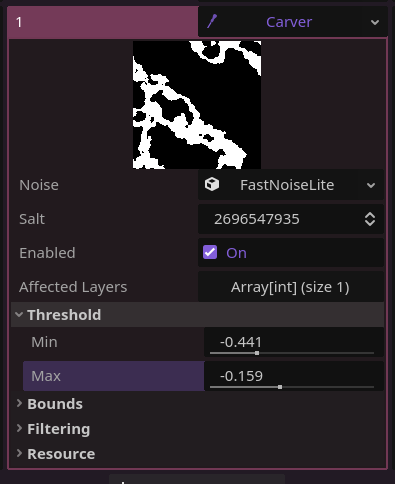 1 Carver
Noise FastNoiseLite
Salt 2696547935
Enabled On
Affected Layers Array[int] (size 1)
Threshold
Min -0.441
Max -0.159
Bounds
Filtering
Resource